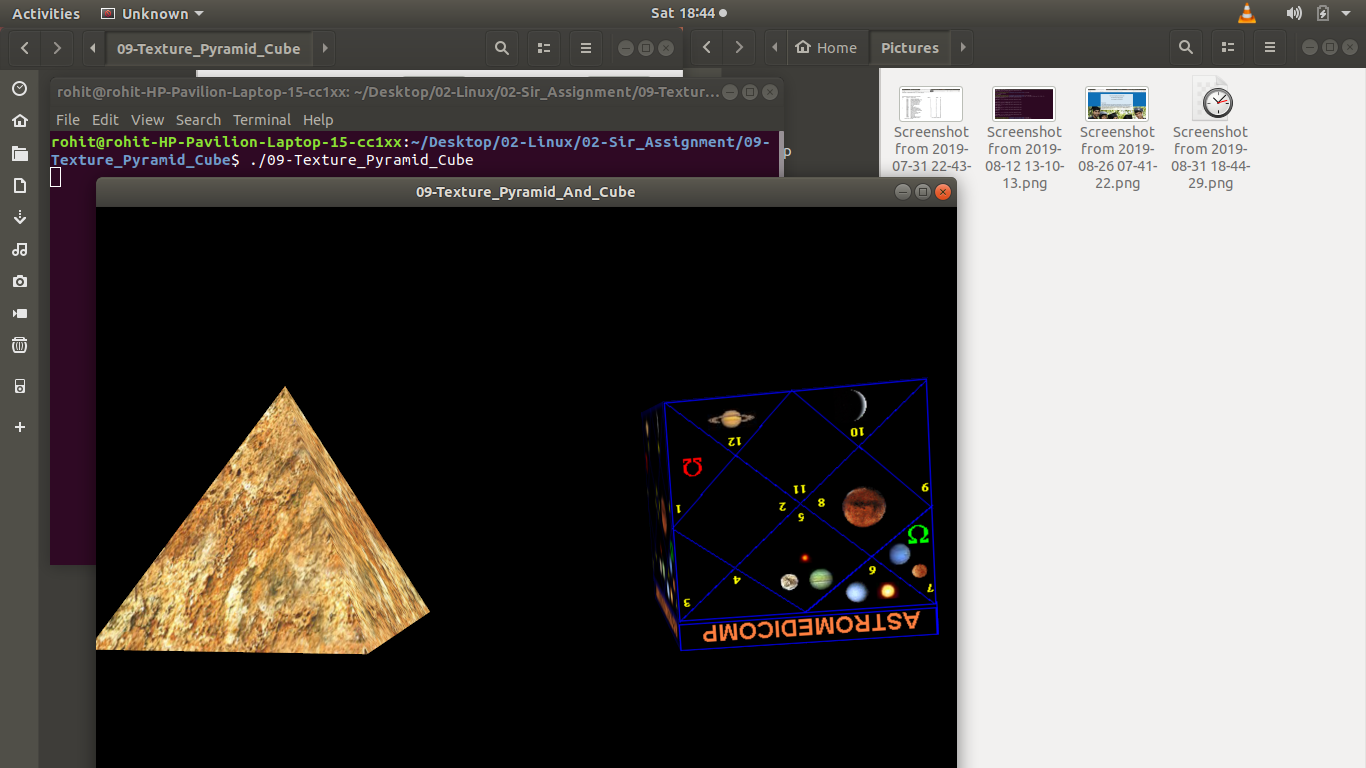 Activities
Unknown
Sat 18:44
09-Texture_Pyramid_Cube
Home
Pictures
rohit@rohit-HP-Pavilion-Laptop-15-cc1xx: ~/Desktop/02-Linux/02-Sir_Assignment/09-Textur...
File Edit View Search Terminal Help
rohit@rohit-HP-Pavilion-Laptop-15-cc1xx:~/Desktop/02-Linux/02-Sir_Assignment/09-
Texture_Pyramid_Cube$ ./09-Texture_Pyramid_Cube
p
Screenshot
from 2019-
07-31 22-43-
Screenshot
from 2019-
08-12 13-10-
13.png
Screenshot
from 2019-
08-26 07-41-
22.png
Screenshot
from 2019-
08-31 18-44-
29.png
09-Texture_Pyramid_And_Cube
12
10
Ω
11
9
1
2
8
5
Ω
4
6
3
7
ASTROMEDICOMP